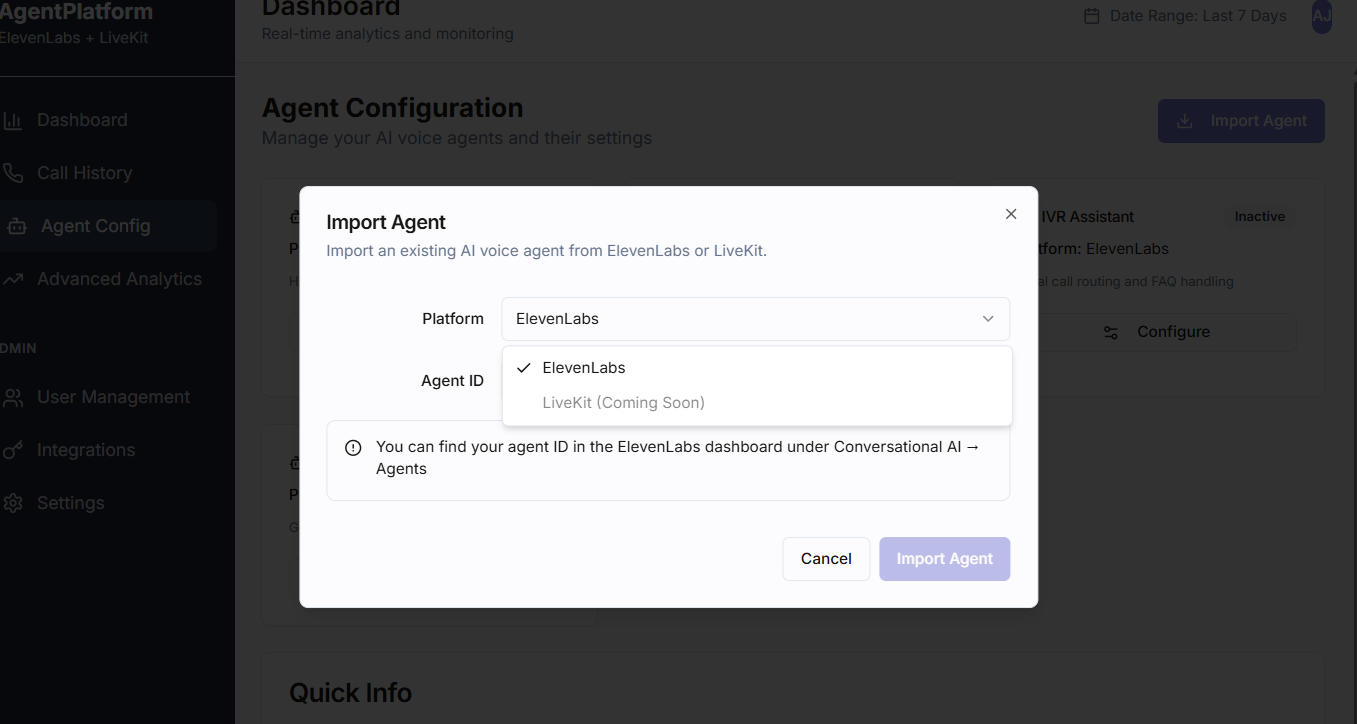 AgentPlatform
ElevenLabs + LiveKit
Dashboard
Call History
Agent Config
Advanced Analytics
DMIN
User Management
Integrations
Settings
Dashboard
Real-time analytics and monitoring
Date Range: Last 7 Days
AJ
Agent Configuration
Manage your AI voice agents and their settings
Import Agent
IVR Assistant
Inactive
tform: ElevenLabs
al call routing and FAQ handling
Configure
Import Agent
Import an existing AI voice agent from ElevenLabs or LiveKit.
Platform
ElevenLabs
ElevenLabs
LiveKit (Coming Soon)
Agent ID
You can find your agent ID in the ElevenLabs dashboard under Conversational AI →
Agents
Cancel
Import Agent
P
H
P
G
Quick Info